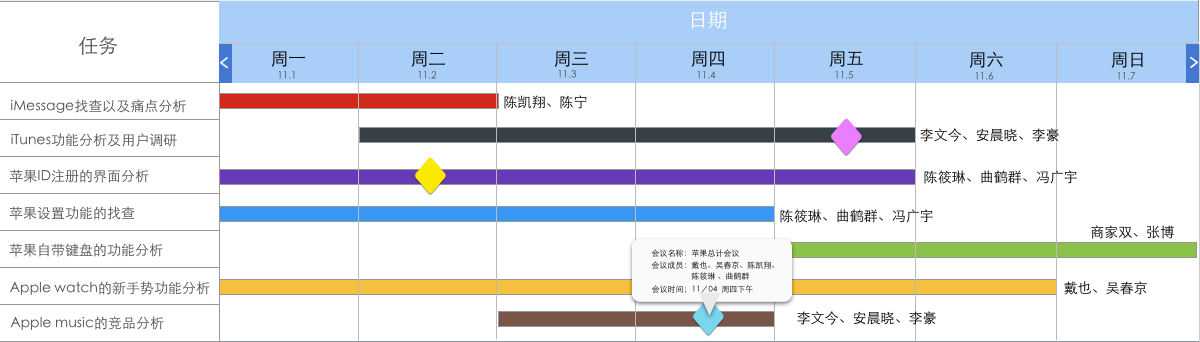 任务
日期
周一
11.1
周二
11.2
周三
11.3
周四
11.4
周五
11.5
周六
11.6
周日
11.7
iMessage找查以及痛点分析
陈凯翔、陈宁
iTunes功能分析及用户调研
李文今、安晨晓、李豪
苹果ID注册的界面分析
陈筱琳、曲鹤群、冯广宇
苹果设置功能的找查
陈筱琳、曲鹤群、冯广宇
苹果自带键盘的功能分析
商家双、张博
会议名称：苹果总计会议
会议成员：戴也、吴春京、陈凯翔、
陈筱琳、曲鹤群
会议时间：11／04 周四下午
Apple watch的新手势功能分析
戴也、吴春京
Apple music的竞品分析
李文今、安晨晓、李豪